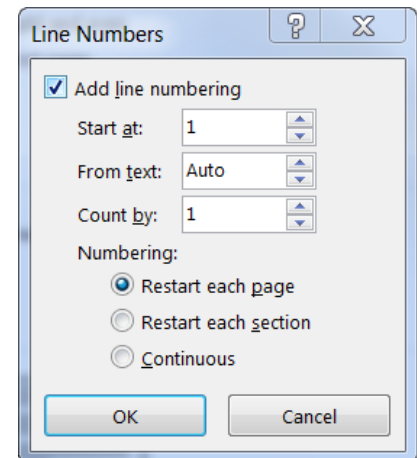 Line Numbers
Add line numbering
Start at: 1
From text: Auto
Count by: 1
Numbering:
Restart each page
Restart each section
Continuous
OK Cancel